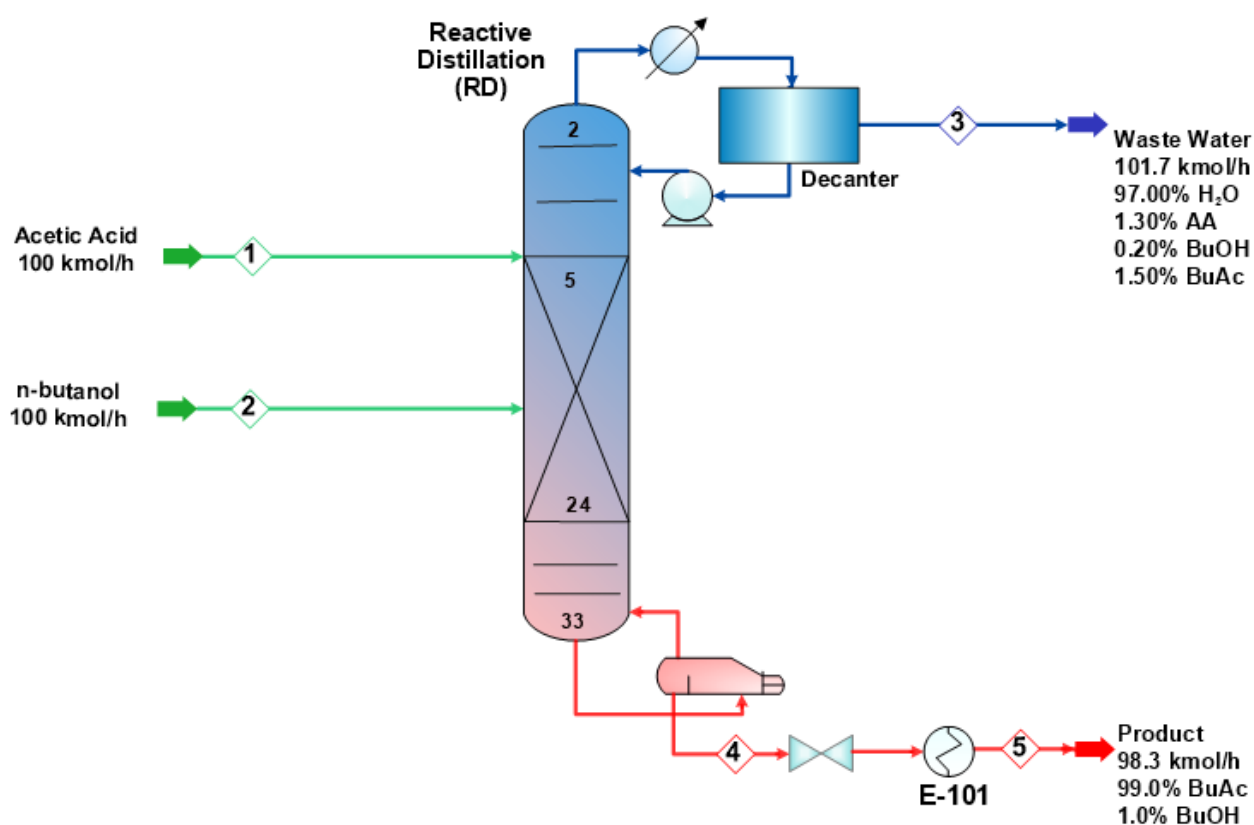 Reactive
Distillation
(RD)
2
3
Waste Water
101.7 kmol/h
97.00% H₂O
1.30% AA
0.20% BuOH
1.50% BuAc
Decanter
Acetic Acid
100 kmol/h
1
5
n-butanol
100 kmol/h
2
24
33
4
5
E-101
Product
98.3 kmol/h
99.0% BuAc
1.0% BuOH